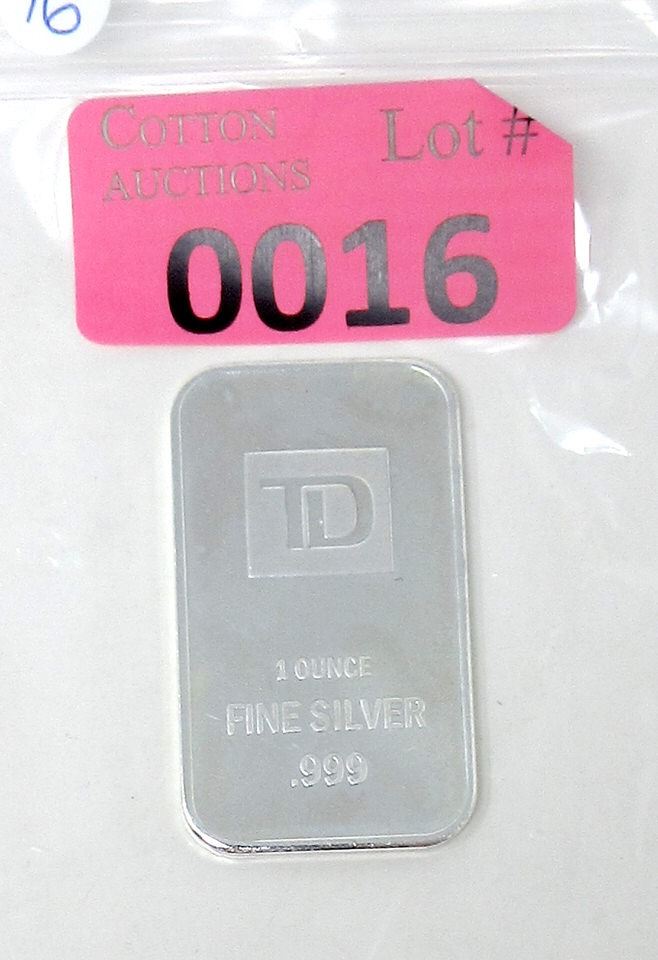 16
COTTON
AUCTIONS
Lot #
0016
TD
1 OUNCE
FINE SILVER
.999